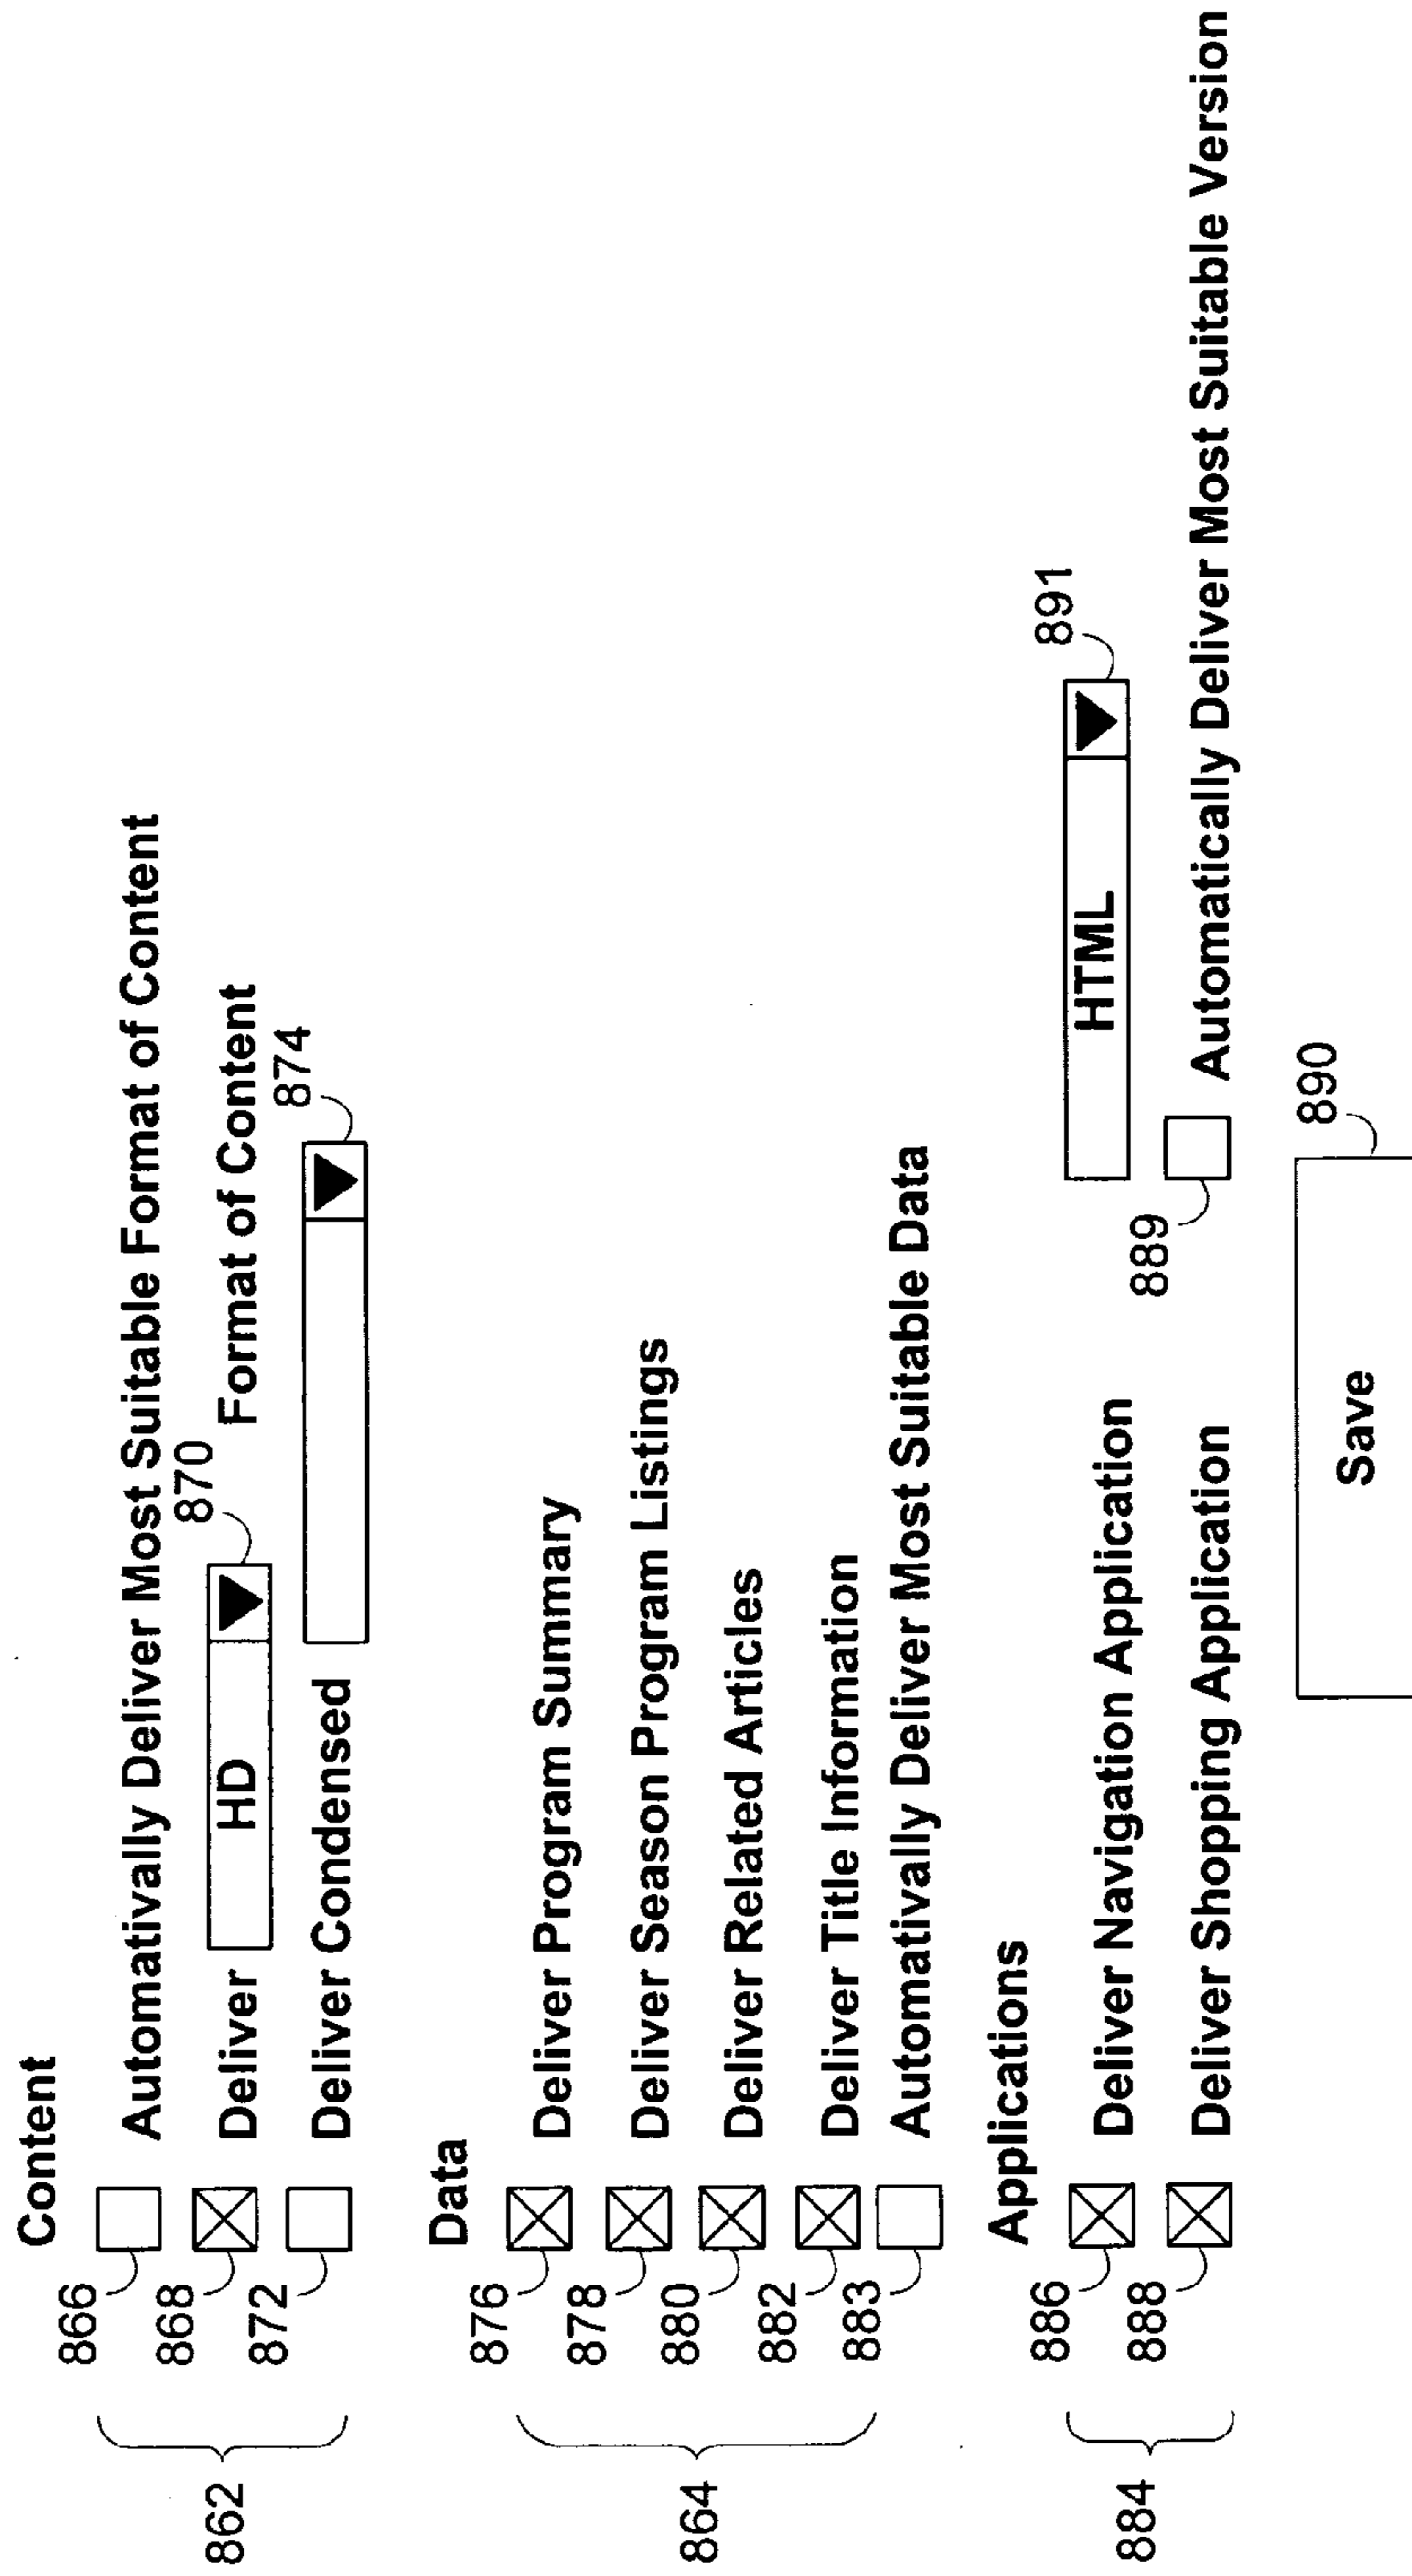 Content
866 Automativally Deliver Most Suitable Format of Content
868 Deliver HD 870 Format of Content
872 Deliver Condensed 874
862
Data
876 Deliver Program Summary
878 Deliver Season Program Listings
880 Deliver Related Articles
882 Deliver Title Information
883 Automativally Deliver Most Suitable Data
864
Applications
886 Deliver Navigation Application HTML 891
888 Deliver Shopping Application 889 Automatically Deliver Most Suitable Version
884
Save 890